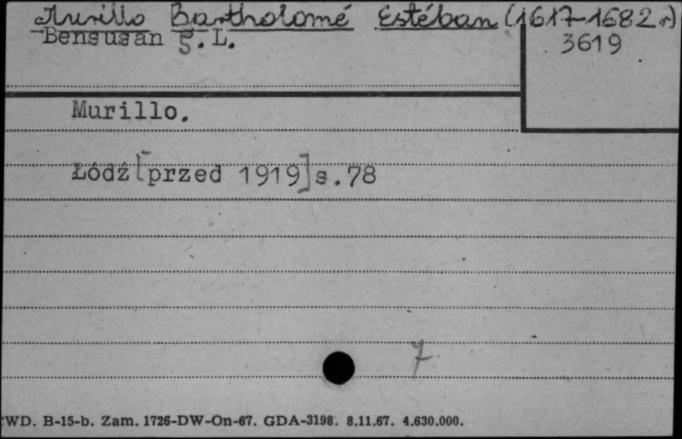 Murillo Bartholomé Estéban (1617-1682 r)
Bensusan S. L.
3619
Murillo.
Łódź [przed 1919] s.78
7
WD. B-15-b. Zam. 1726-DW-On-67. GDA-3198. 8.11.67. 4.630.000.